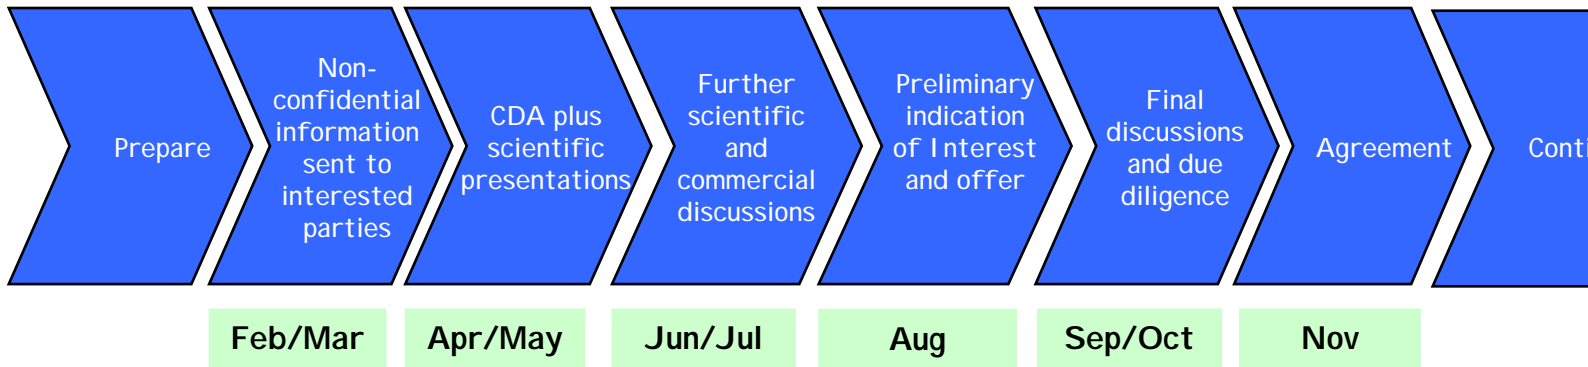 Prepare
Non-
confidential
information
sent to
interested
parties
CDA plus
scientific
presentations
Further
scientific
and
commercial
discussions
Preliminary
indication
of Interest
and offer
Final
discussions
and due
diligence
Agreement
Conti
Feb/Mar
Apr/May
Jun/Jul
Aug
Sep/Oct
Nov